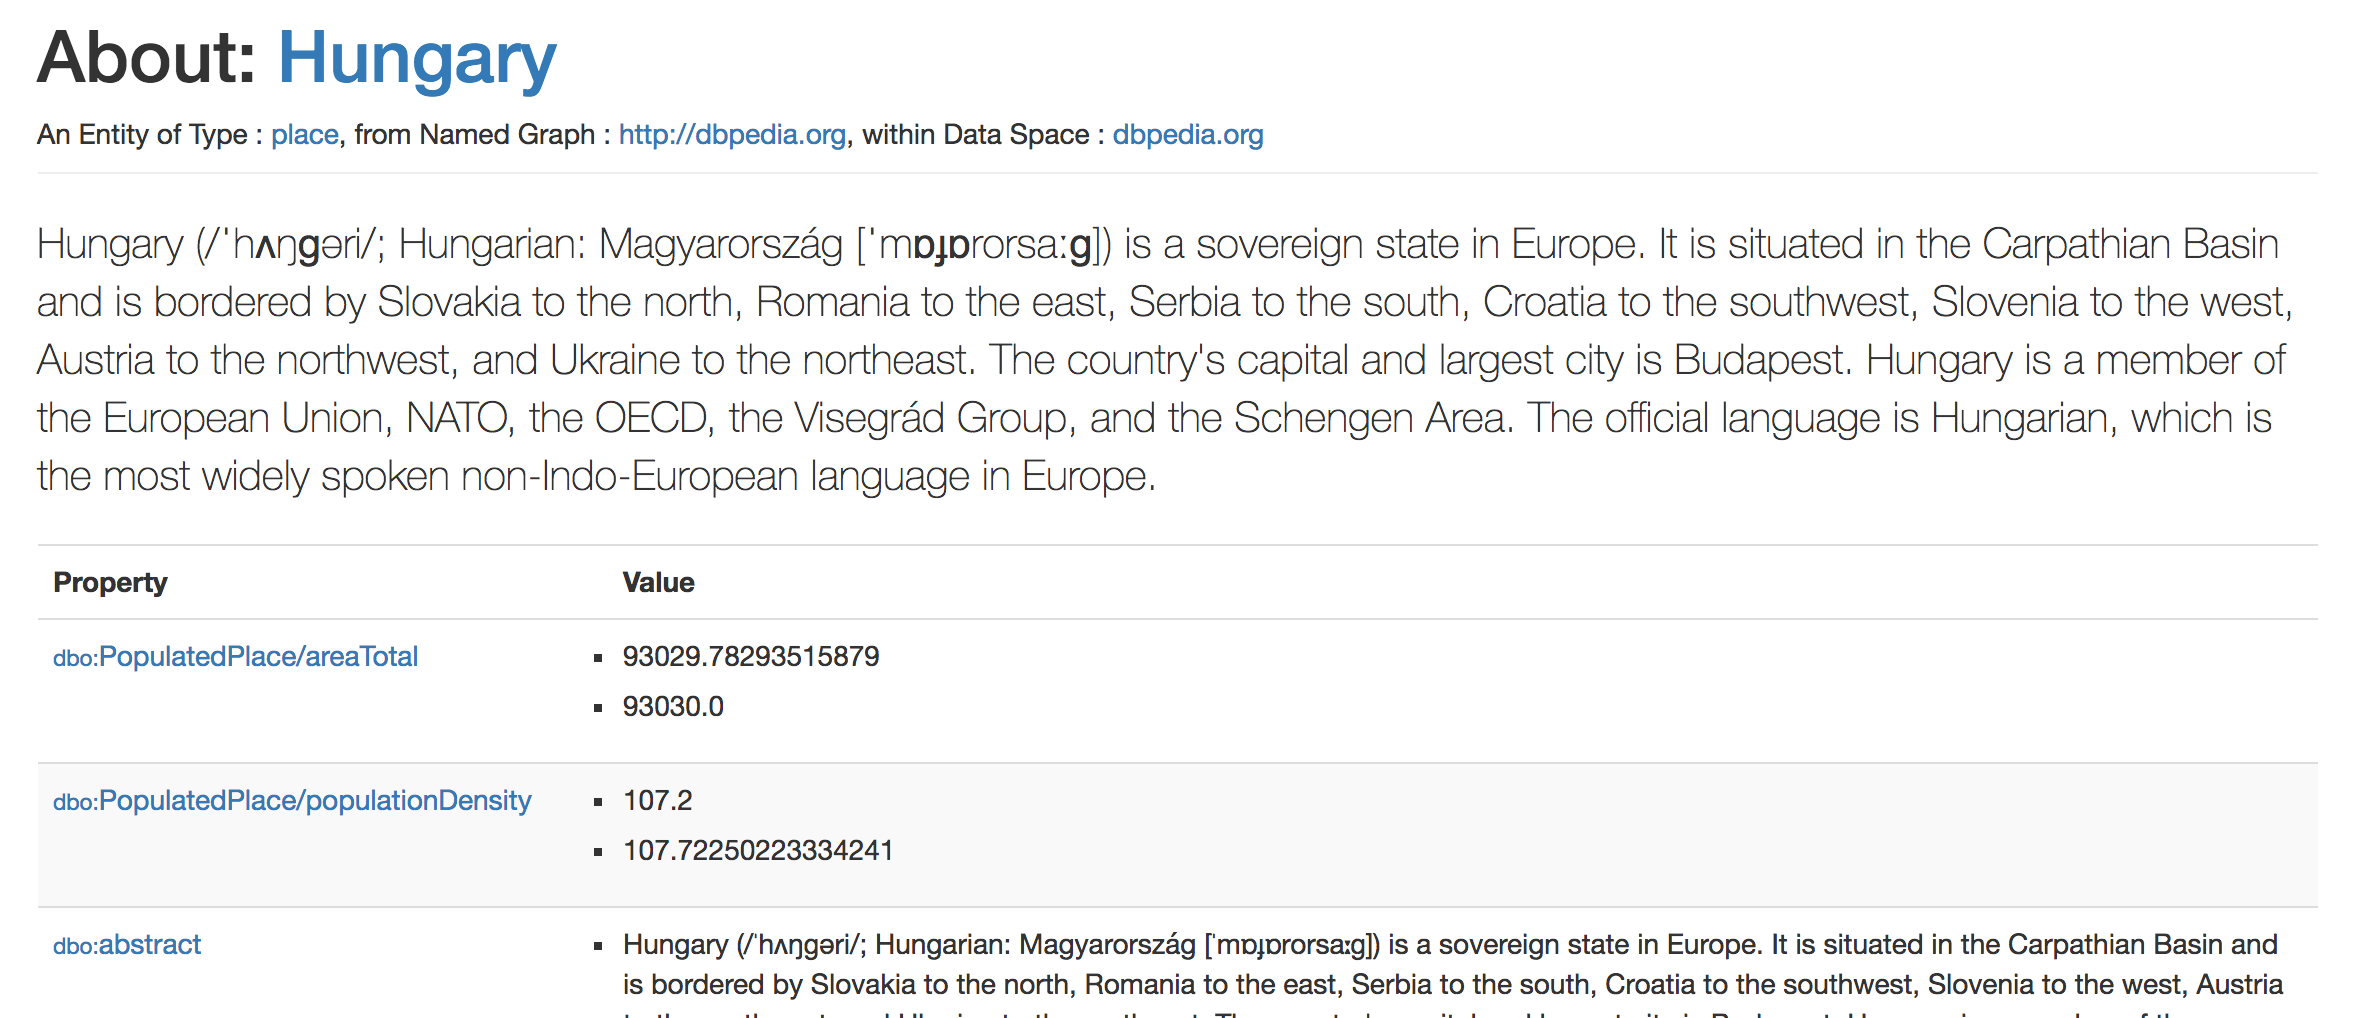 About: Hungary
An Entity of Type : place, from Named Graph : http://dbpedia.org, within Data Space : dbpedia.org
Hungary (/ˈhʌŋɡəri/; Hungarian: Magyarország [ˈmɒɟɒrorsaːɡ]) is a sovereign state in Europe. It is situated in the Carpathian Basin
and is bordered by Slovakia to the north, Romania to the east, Serbia to the south, Croatia to the southwest, Slovenia to the west,
Austria to the northwest, and Ukraine to the northeast. The country's capital and largest city is Budapest. Hungary is a member of
the European Union, NATO, the OECD, the Visegrád Group, and the Schengen Area. The official language is Hungarian, which is
the most widely spoken non-Indo-European language in Europe.
Property Value
dbo:PopulatedPlace/areaTotal ▪ 93029.78293515879
▪ 93030.0
dbo:PopulatedPlace/populationDensity ▪ 107.2
▪ 107.72250223334241
dbo:abstract ▪ Hungary (/ˈhʌŋɡəri/; Hungarian: Magyarország [ˈmɒɟɒrorsaːɡ]) is a sovereign state in Europe. It is situated in the Carpathian Basin and
is bordered by Slovakia to the north, Romania to the east, Serbia to the south, Croatia to the southwest, Slovenia to the west, Austria